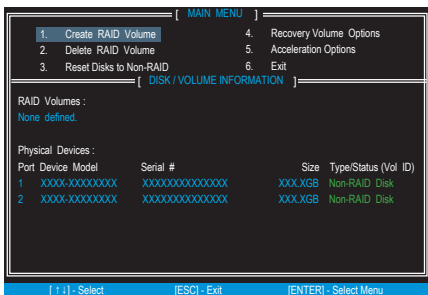 [ MAIN MENU ]
1. Create RAID Volume 4. Recovery Volume Options
2. Delete RAID Volume 5. Acceleration Options
3. Reset Disks to Non-RAID 6. Exit
[ DISK / VOLUME INFORMATION ]
RAID Volumes :
None defined.
Physical Devices :
Port Device Model Serial # Size Type/Status (Vol ID)
1 XXXX-XXXXXXXX XXXXXXXXXXXXXX XXX.XGB Non-RAID Disk
2 XXXX-XXXXXXXX XXXXXXXXXXXXXX XXX.XGB Non-RAID Disk
[ ↑↓] - Select [ESC] - Exit [ENTER] - Select Menu